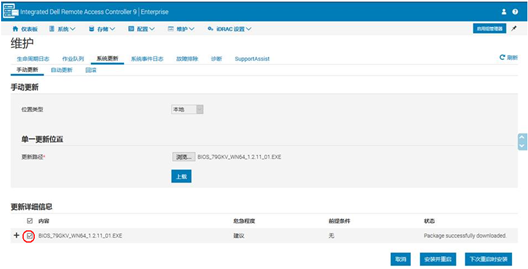 Integrated Dell Remote Access Controller 9 | Enterprise
仪表板 系统 存储 配置 维护 iDRAC 设置 启用组管理器
维护
生命周期日志 作业队列 系统更新 系统事件日志 故障排除 诊断 SupportAssist 刷新
手动更新 自动更新 回滚
手动更新
位置类型 本地
单一更新位置
更新路径* 浏览... BIOS_790KV_WN64_1.2.11_01.EXE
上载
更新详细信息
内容 危急程度 前提条件 状态
BIOS_790KV_WN64_1.2.11_01.EXE 建议 无 Package successfully downloaded.
取消 安装并重启 下次重启时安装